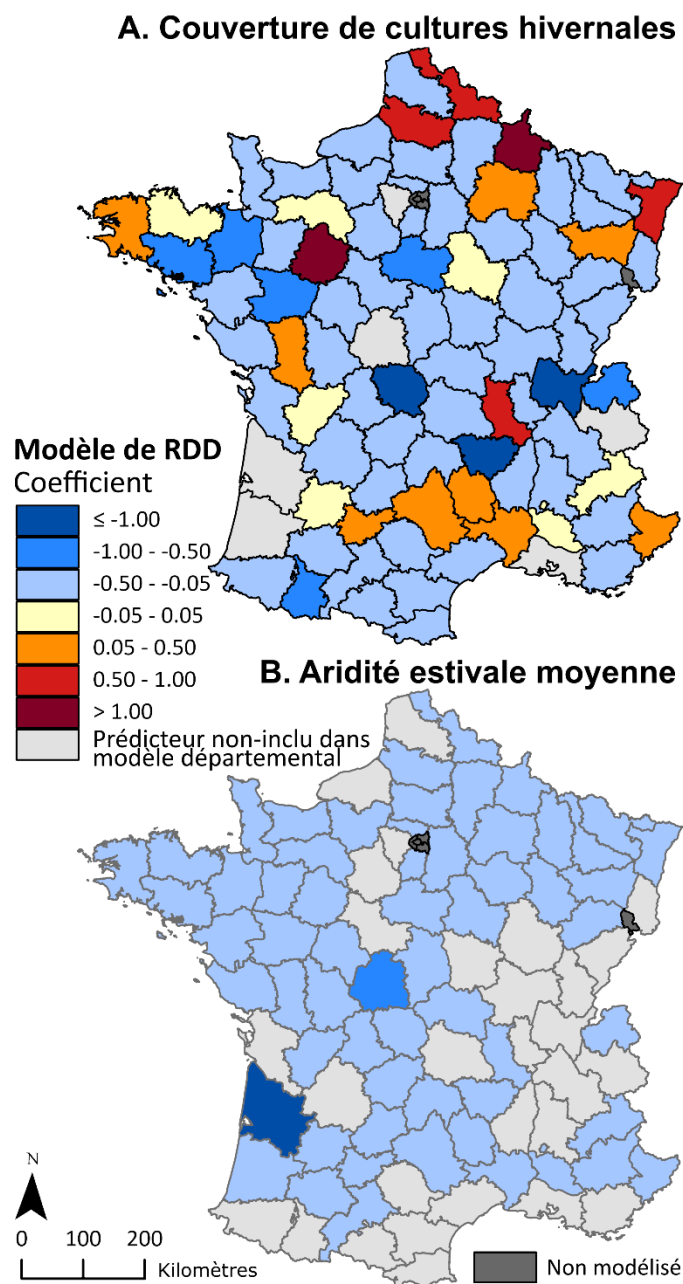 A. Couverture de cultures hivernales
Modèle de RDD
Coefficient
≤ -1.00
-1.00 - -0.50
-0.50 - -0.05
-0.05 - 0.05
0.05 - 0.50
0.50 - 1.00
> 1.00
Prédicteur non-inclu dans
modèle départemental
B. Aridité estivale moyenne
N
0 100 200
Kilomètres
Non modélisé